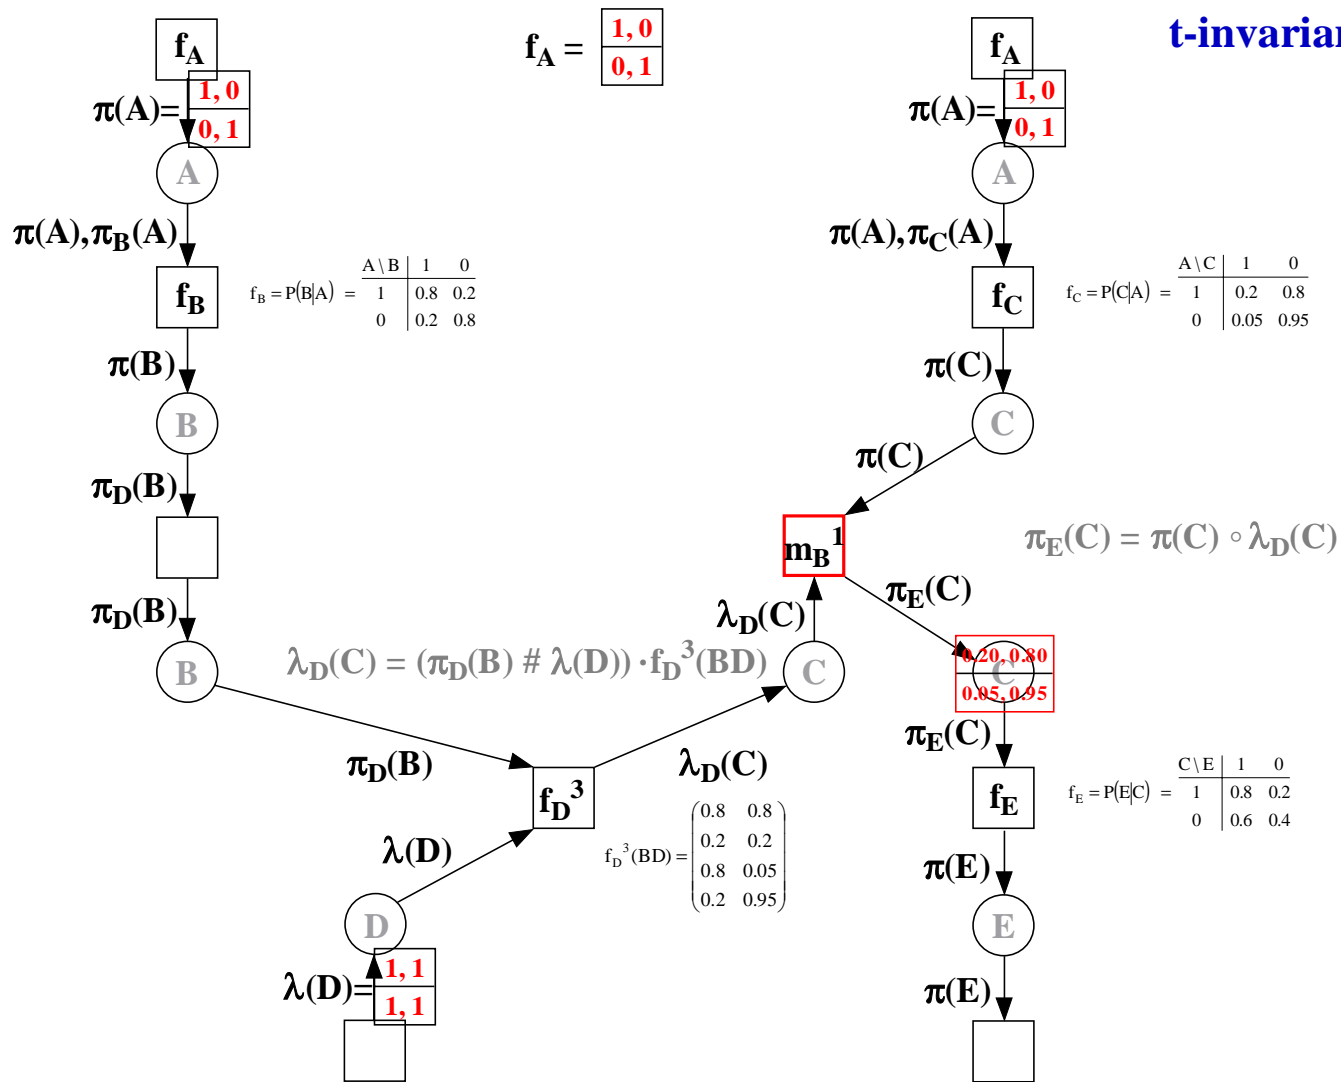 t-invarian
f_A
f_A = 1, 0
0, 1
f_A
π(A)= 1, 0
0, 1
π(A)= 1, 0
0, 1
A
A
π(A),π_B(A)
π(A),π_C(A)
f_B
f_B = P(B|A) =
A \ B | 1 0
1 | 0.8 0.2
0 | 0.2 0.8
f_C
f_C = P(C|A) =
A \ C | 1 0
1 | 0.2 0.8
0 | 0.05 0.95
π(B)
π(C)
B
C
π_D(B)
π(C)
m_B^1
π_E(C) = π(C) ∘ λ_D(C)
π_D(B)
λ_D(C)
π_E(C)
B
λ_D(C) = (π_D(B) # λ(D)) · f_D^3(BD)
C
C
0.20, 0.80
0.05, 0.95
π_D(B)
λ_D(C)
π_E(C)
f_D^3
f_D^3(BD) =
0.8 0.8
0.2 0.2
0.8 0.05
0.2 0.95
f_E
f_E = P(E|C) =
C \ E | 1 0
1 | 0.8 0.2
0 | 0.6 0.4
λ(D)
π(E)
D
E
λ(D)= 1, 1
1, 1
π(E)